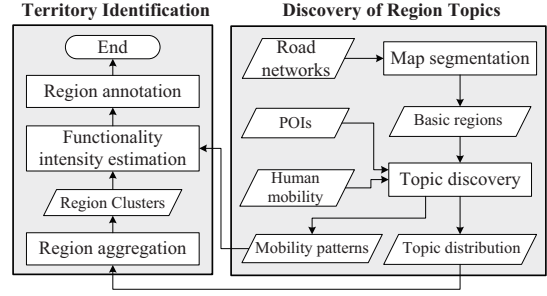 Territory Identification
End
Region annotation
Functionality
intensity estimation
Region Clusters
Region aggregation
Discovery of Region Topics
Road
networks
Map segmentation
POIs
Basic regions
Human
mobility
Topic discovery
Mobility patterns
Topic distribution